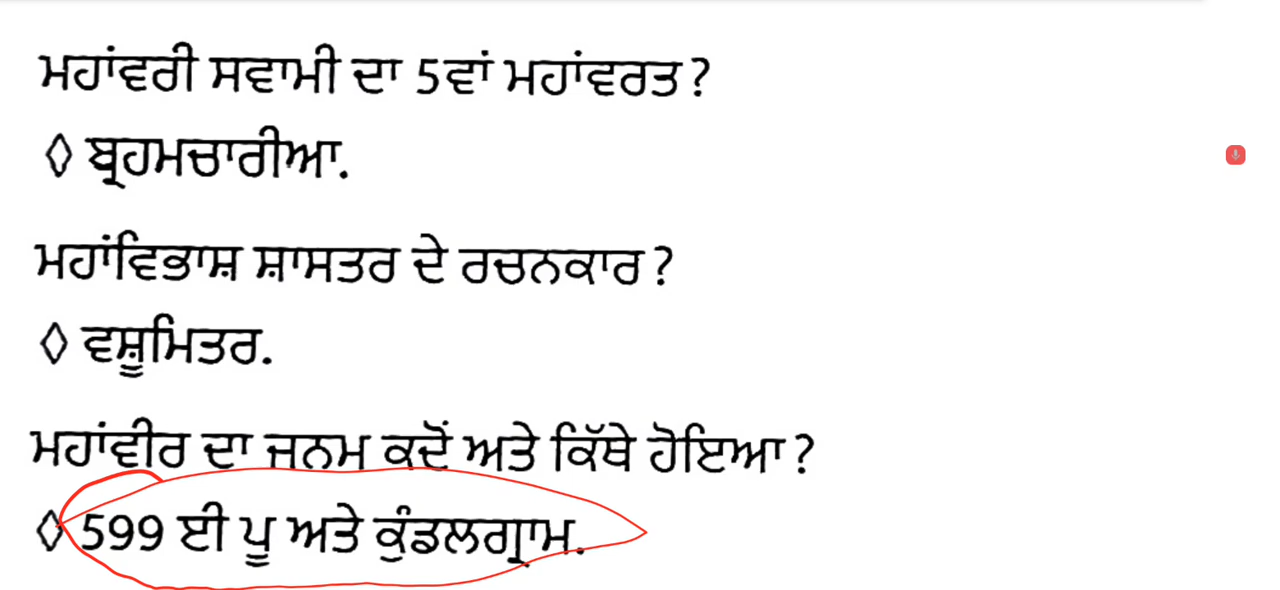 ਮਹਾਂਵਰੀ ਸਵਾਮੀ ਦਾ 5ਵਾਂ ਮਹਾਂਵਰਤ?
◊ ਬ੍ਰਹਮਚਾਰੀਆ.
ਮਹਾਂਵਿਭਾਸ਼ ਸ਼ਾਸਤਰ ਦੇ ਰਚਨਕਾਰ?
◊ ਵਸ਼ੂਮਿਤਰ.
ਮਹਾਂਵੀਰ ਦਾ ਜਨਮ ਕਦੋਂ ਅਤੇ ਕਿੱਥੇ ਹੋਇਆ?
◊ 599 ਈ ਪੂ ਅਤੇ ਕੁੰਡਲਗ੍ਰਾਮ.